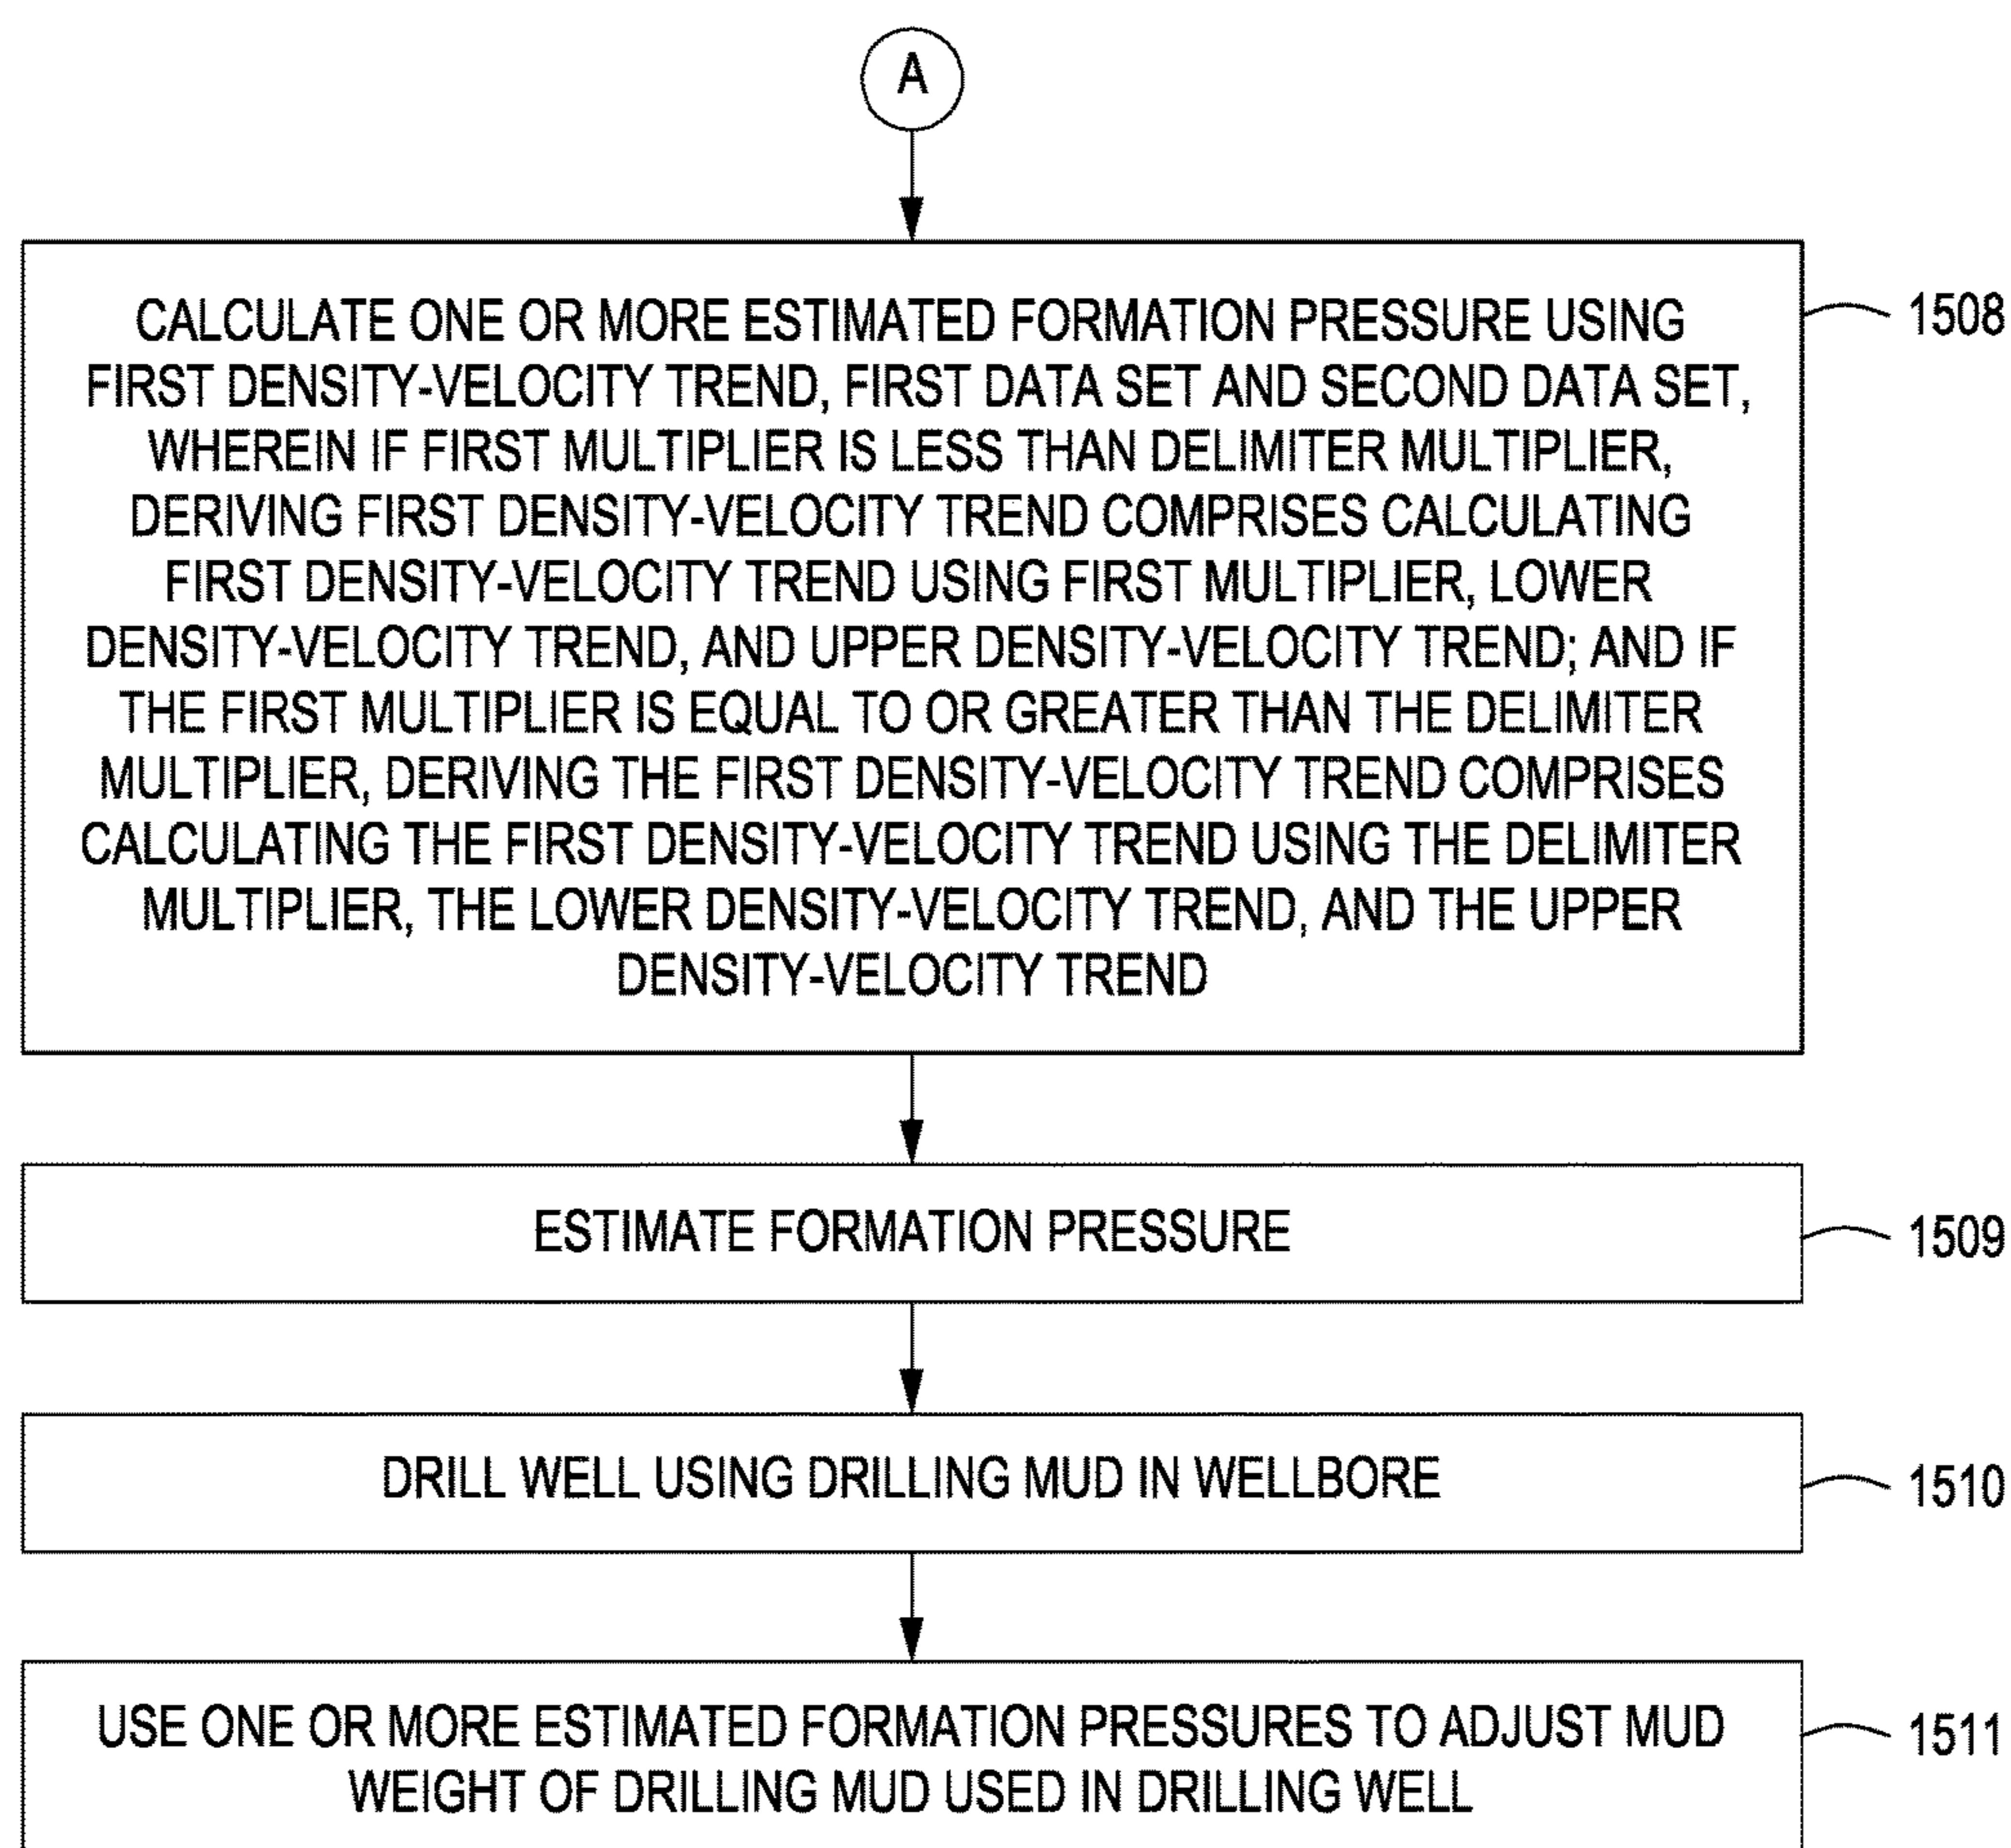 A
CALCULATE ONE OR MORE ESTIMATED FORMATION PRESSURE USING
FIRST DENSITY-VELOCITY TREND, FIRST DATA SET AND SECOND DATA SET,
WHEREIN IF FIRST MULTIPLIER IS LESS THAN DELIMITER MULTIPLIER,
DERIVING FIRST DENSITY-VELOCITY TREND COMPRISES CALCULATING
FIRST DENSITY-VELOCITY TREND USING FIRST MULTIPLIER, LOWER
DENSITY-VELOCITY TREND, AND UPPER DENSITY-VELOCITY TREND; AND IF
THE FIRST MULTIPLIER IS EQUAL TO OR GREATER THAN THE DELIMITER
MULTIPLIER, DERIVING THE FIRST DENSITY-VELOCITY TREND COMPRISES
CALCULATING THE FIRST DENSITY-VELOCITY TREND USING THE DELIMITER
MULTIPLIER, THE LOWER DENSITY-VELOCITY TREND, AND THE UPPER
DENSITY-VELOCITY TREND
1508
ESTIMATE FORMATION PRESSURE
1509
DRILL WELL USING DRILLING MUD IN WELLBORE
1510
USE ONE OR MORE ESTIMATED FORMATION PRESSURES TO ADJUST MUD
WEIGHT OF DRILLING MUD USED IN DRILLING WELL
1511